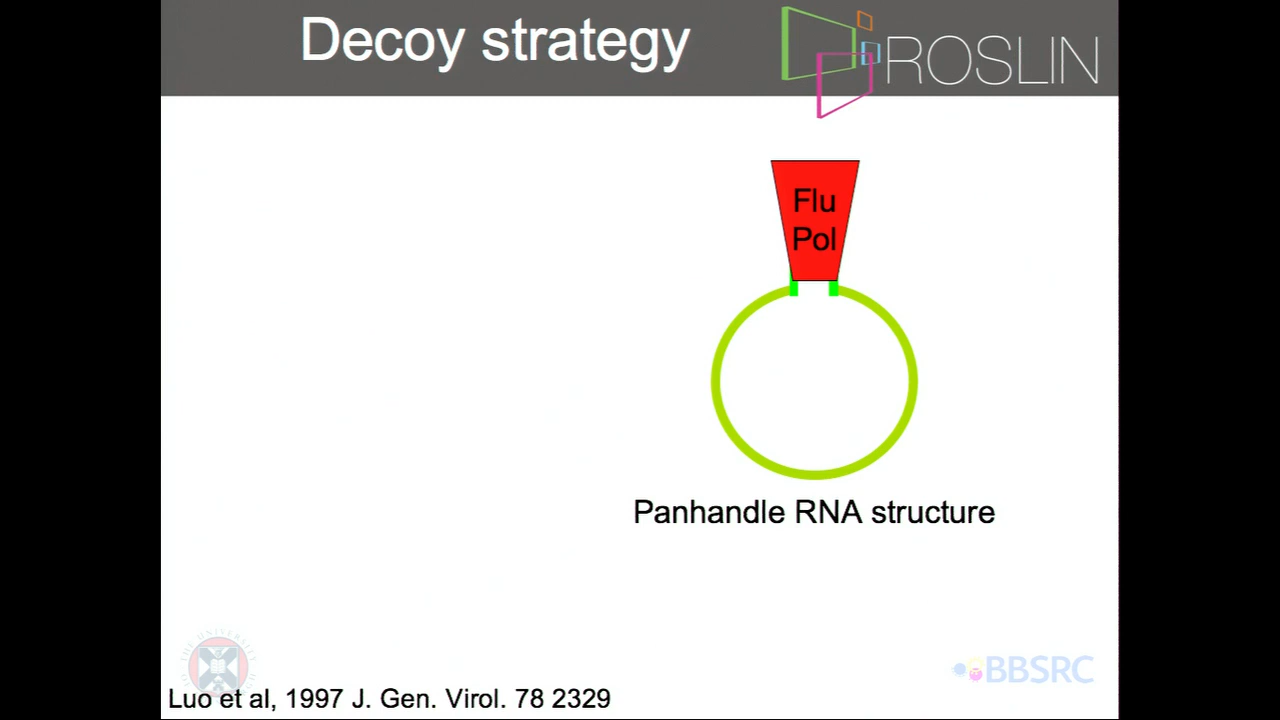 Decoy strategy
ROSLIN
Flu
Pol
Panhandle RNA structure
BBSRC
Luo et al, 1997 J. Gen. Virol. 78 2329